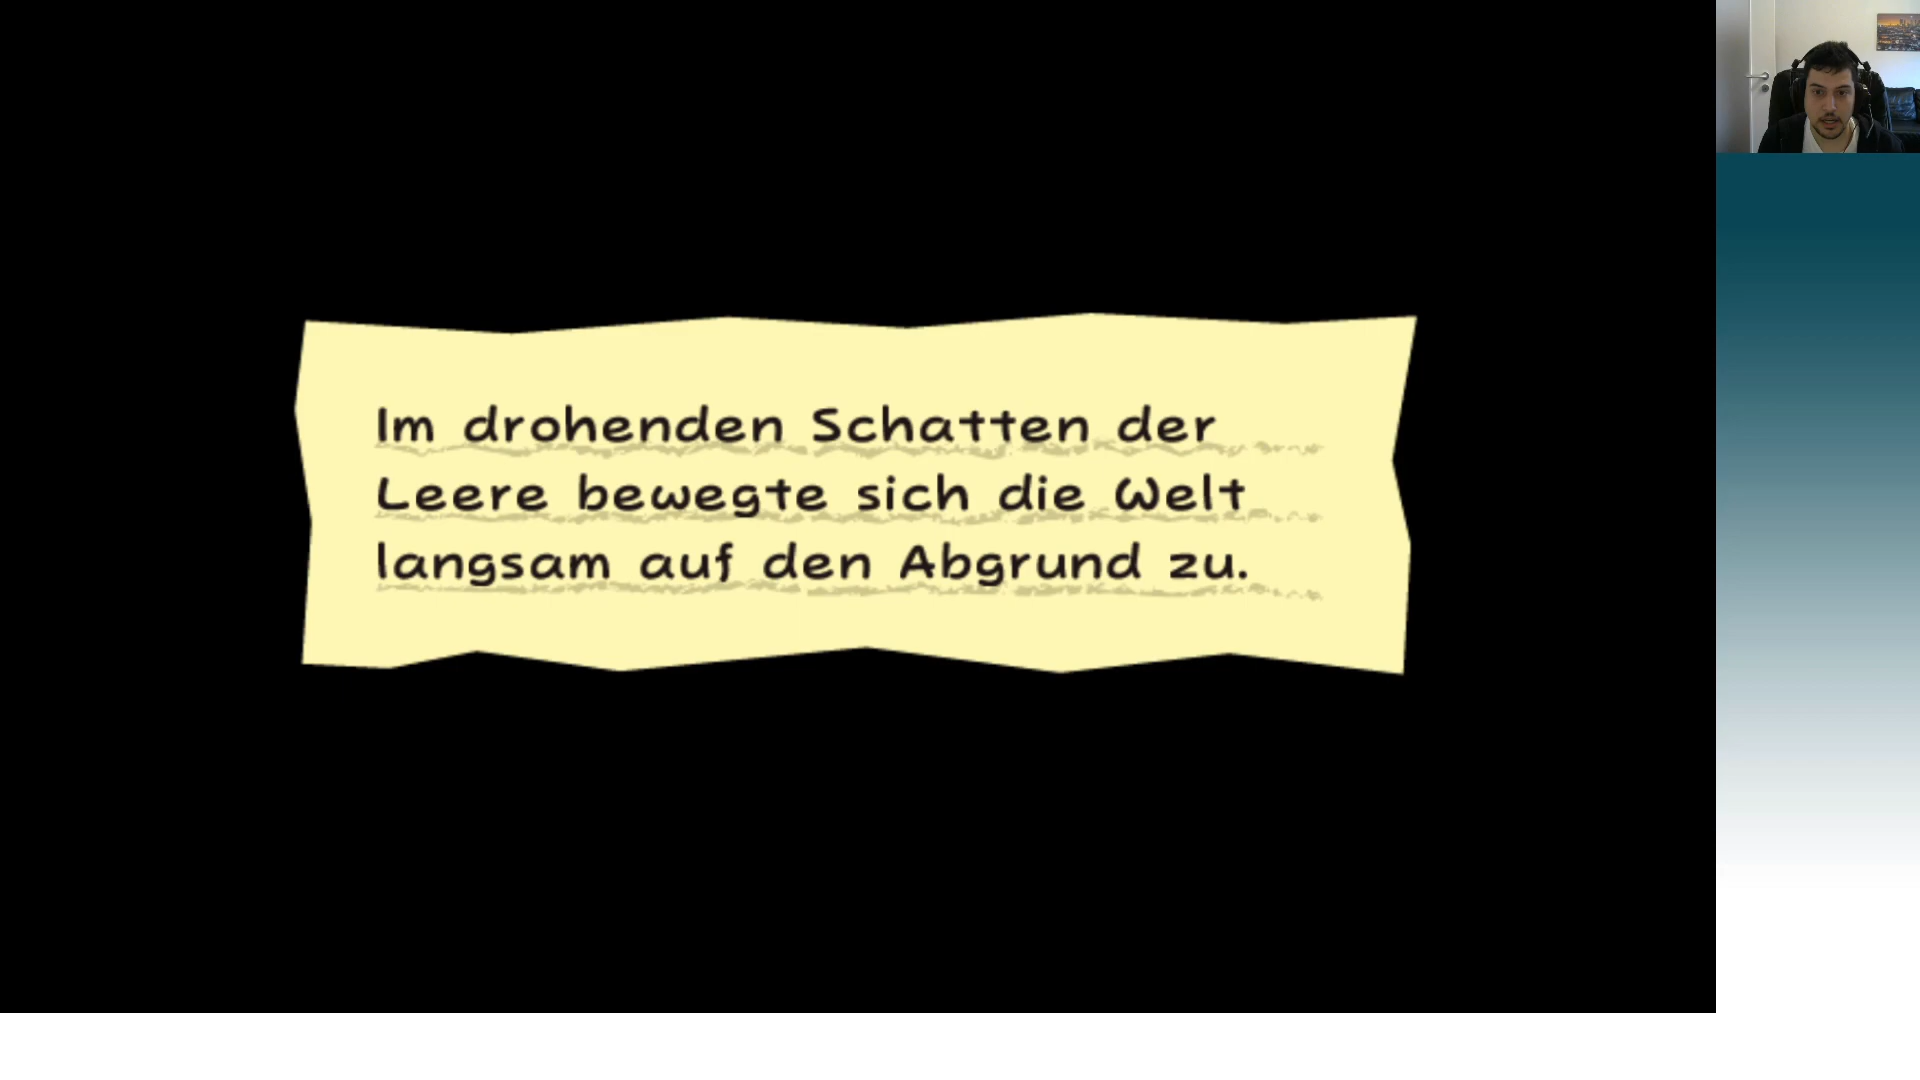 Im drohenden Schatten der
Leere bewegte sich die Welt
langsam auf den Abgrund zu.